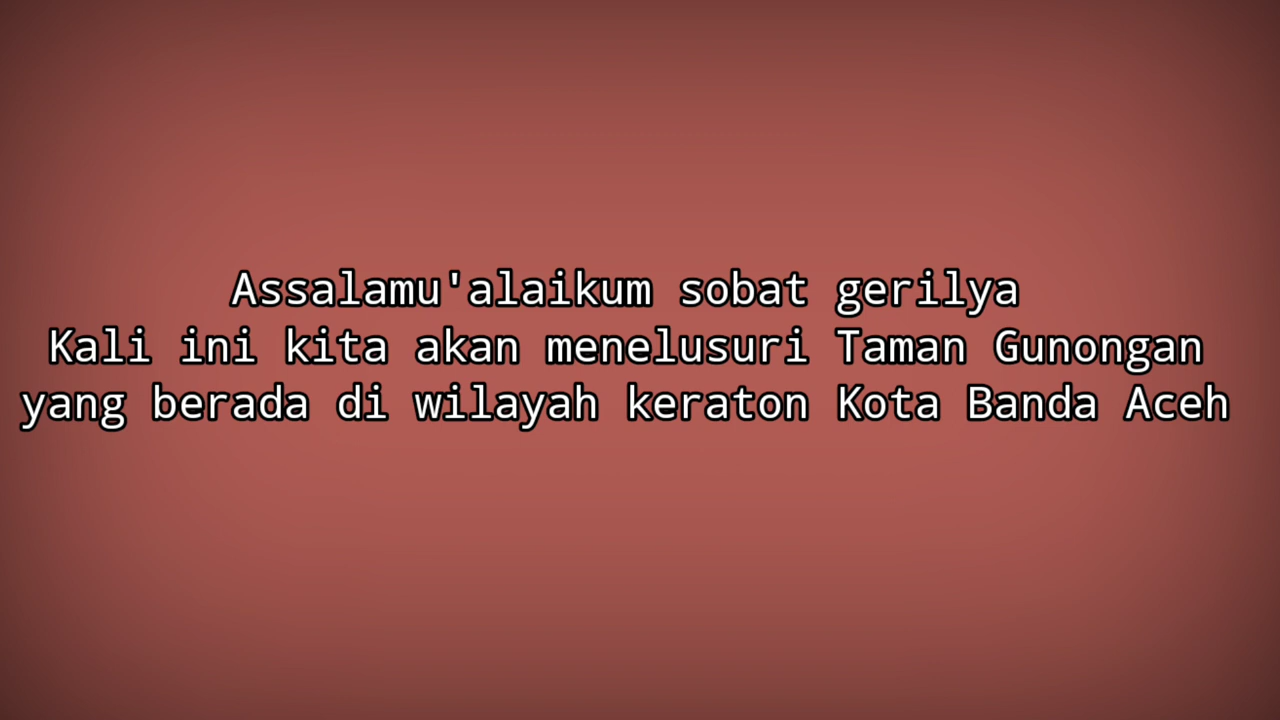 Assalamu'alaikum sobat gerilya
Kali ini kita akan menelusuri Taman Gunongan
yang berada di wilayah keraton Kota Banda Aceh